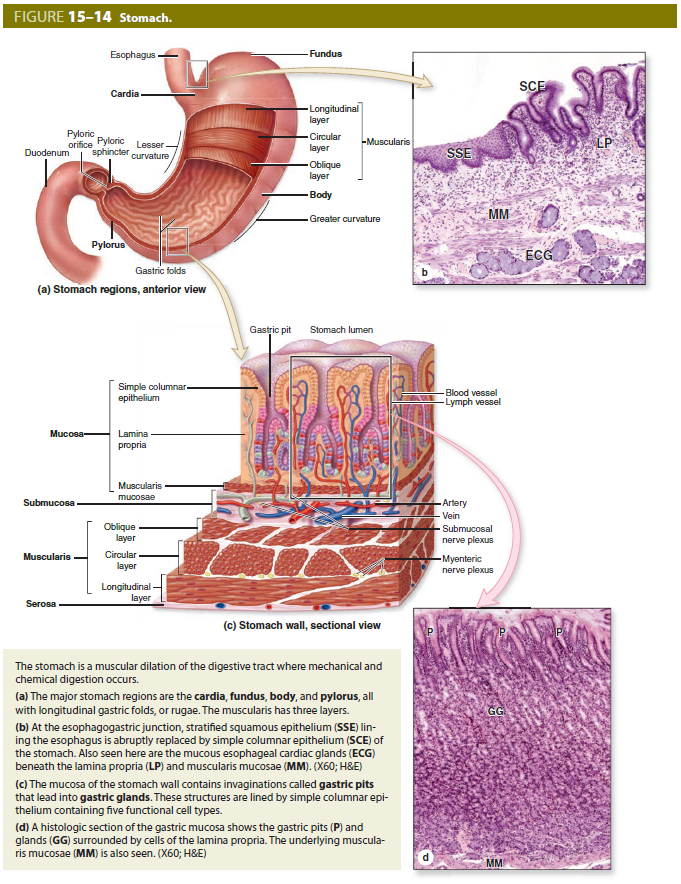 FIGURE 15–14 Stomach.
Esophagus
Fundus
Cardia
Longitudinal
layer
Circular
layer
Muscularis
Oblique
layer
Pyloric
orifice
Pyloric
sphincter
Lesser
curvature
Duodenum
Body
Greater curvature
Pylorus
Gastric folds
(a) Stomach regions, anterior view
SCE
SSE
LP
MM
ECG
b
Gastric pit
Stomach lumen
Simple columnar
epithelium
Blood vessel
Lymph vessel
Mucosa
Lamina
propria
Muscularis
mucosae
Submucosa
Artery
Vein
Submucosal
nerve plexus
Oblique
layer
Muscularis
Circular
layer
Myenteric
nerve plexus
Longitudinal
layer
Serosa
(c) Stomach wall, sectional view
P
P
P
GG
MM
d
The stomach is a muscular dilation of the digestive tract where mechanical and
chemical digestion occurs.
(a) The major stomach regions are the cardia, fundus, body, and pylorus, all
with longitudinal gastric folds, or rugae. The muscularis has three layers.
(b) At the esophagogastric junction, stratified squamous epithelium (SSE) lin-
ing the esophagus is abruptly replaced by simple columnar epithelium (SCE) of
the stomach. Also seen here are the mucous esophageal cardiac glands (ECG)
beneath the lamina propria (LP) and muscularis mucosae (MM). (X60; H&E)
(c) The mucosa of the stomach wall contains invaginations called gastric pits
that lead into gastric glands. These structures are lined by simple columnar epi-
thelium containing five functional cell types.
(d) A histologic section of the gastric mucosa shows the gastric pits (P) and
glands (GG) surrounded by cells of the lamina propria. The underlying muscula-
ris mucosae (MM) is also seen. (X60; H&E)